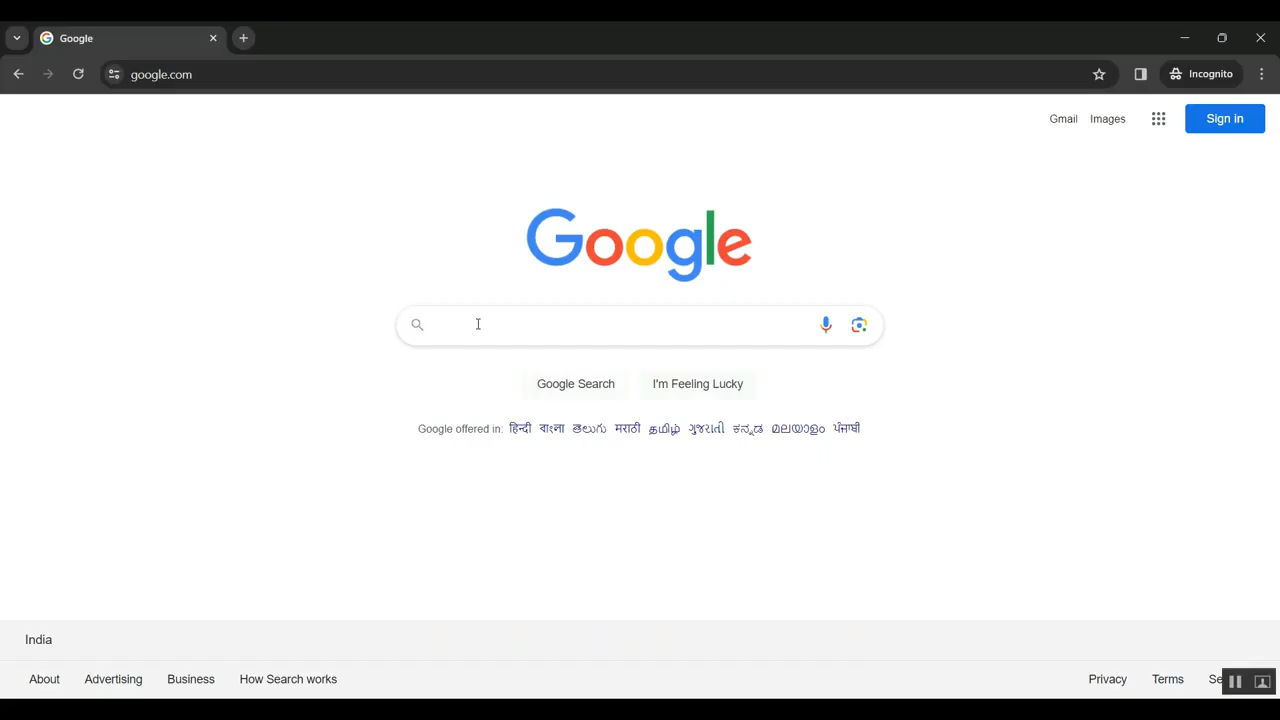 Google
google.com
Incognito
Gmail Images Sign in
Google
Google Search I'm Feeling Lucky
Google offered in: हिन्दी বাংলা తెలుగు मराठी தமிழ் ગુજરાતી ಕನ್ನಡ മലയാളം ਪੰਜਾਬੀ
India
About Advertising Business How Search works Privacy Terms Se